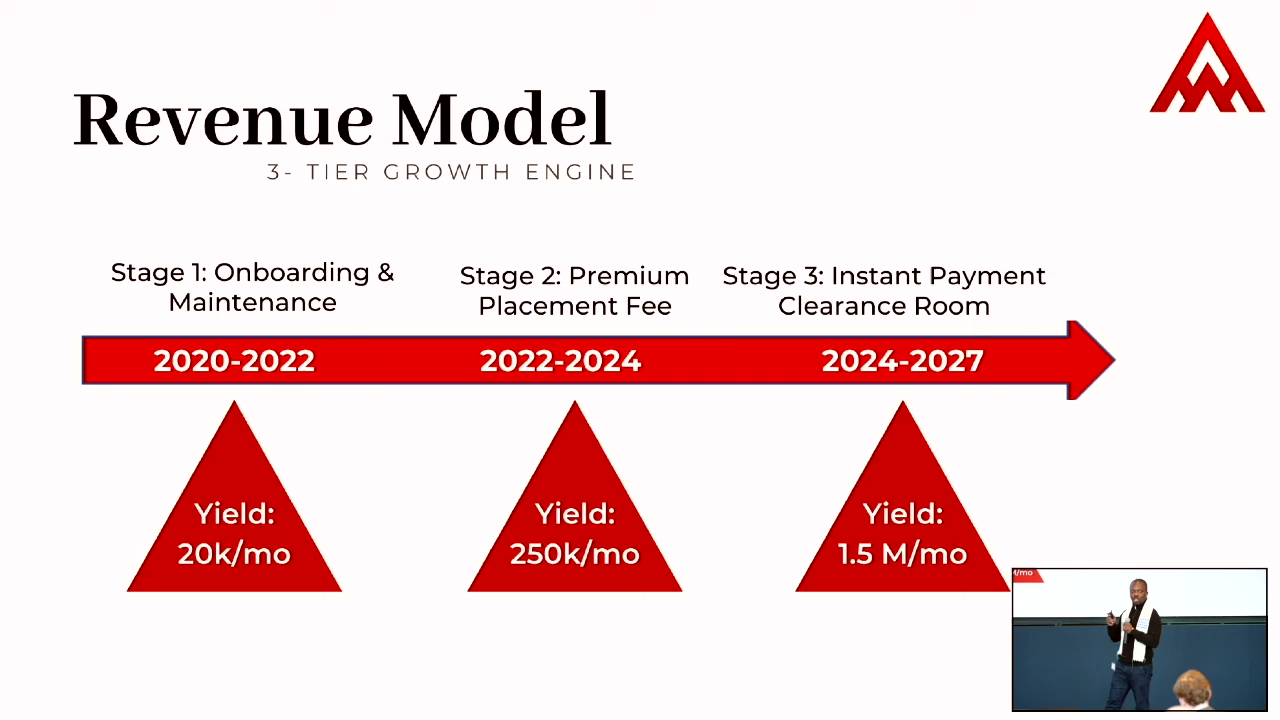 Revenue Model
3- TIER GROWTH ENGINE
Stage 1: Onboarding &
Maintenance
Stage 2: Premium
Placement Fee
Stage 3: Instant Payment
Clearance Room
2020-2022
2022-2024
2024-2027
Yield:
20k/mo
Yield:
250k/mo
Yield:
1.5 M/mo
/mo